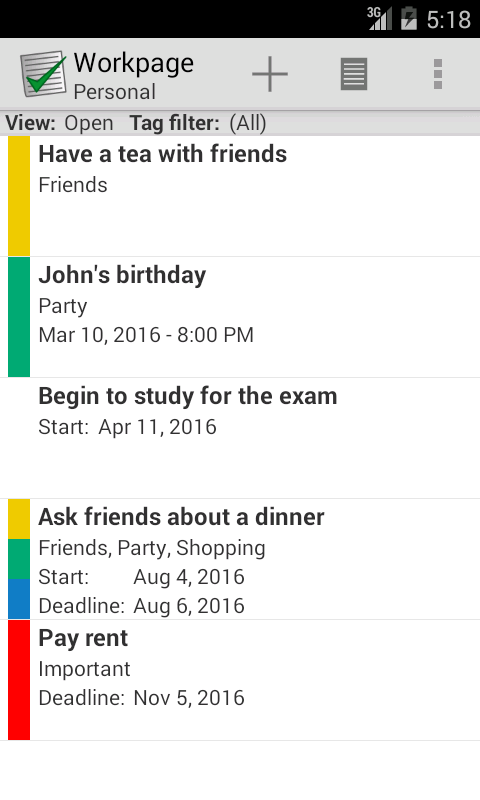 3G 5:18
Workpage
Personal
View: Open Tag filter: (All)
Have a tea with friends
Friends
John's birthday
Party
Mar 10, 2016 - 8:00 PM
Begin to study for the exam
Start: Apr 11, 2016
Ask friends about a dinner
Friends, Party, Shopping
Start: Aug 4, 2016
Deadline: Aug 6, 2016
Pay rent
Important
Deadline: Nov 5, 2016